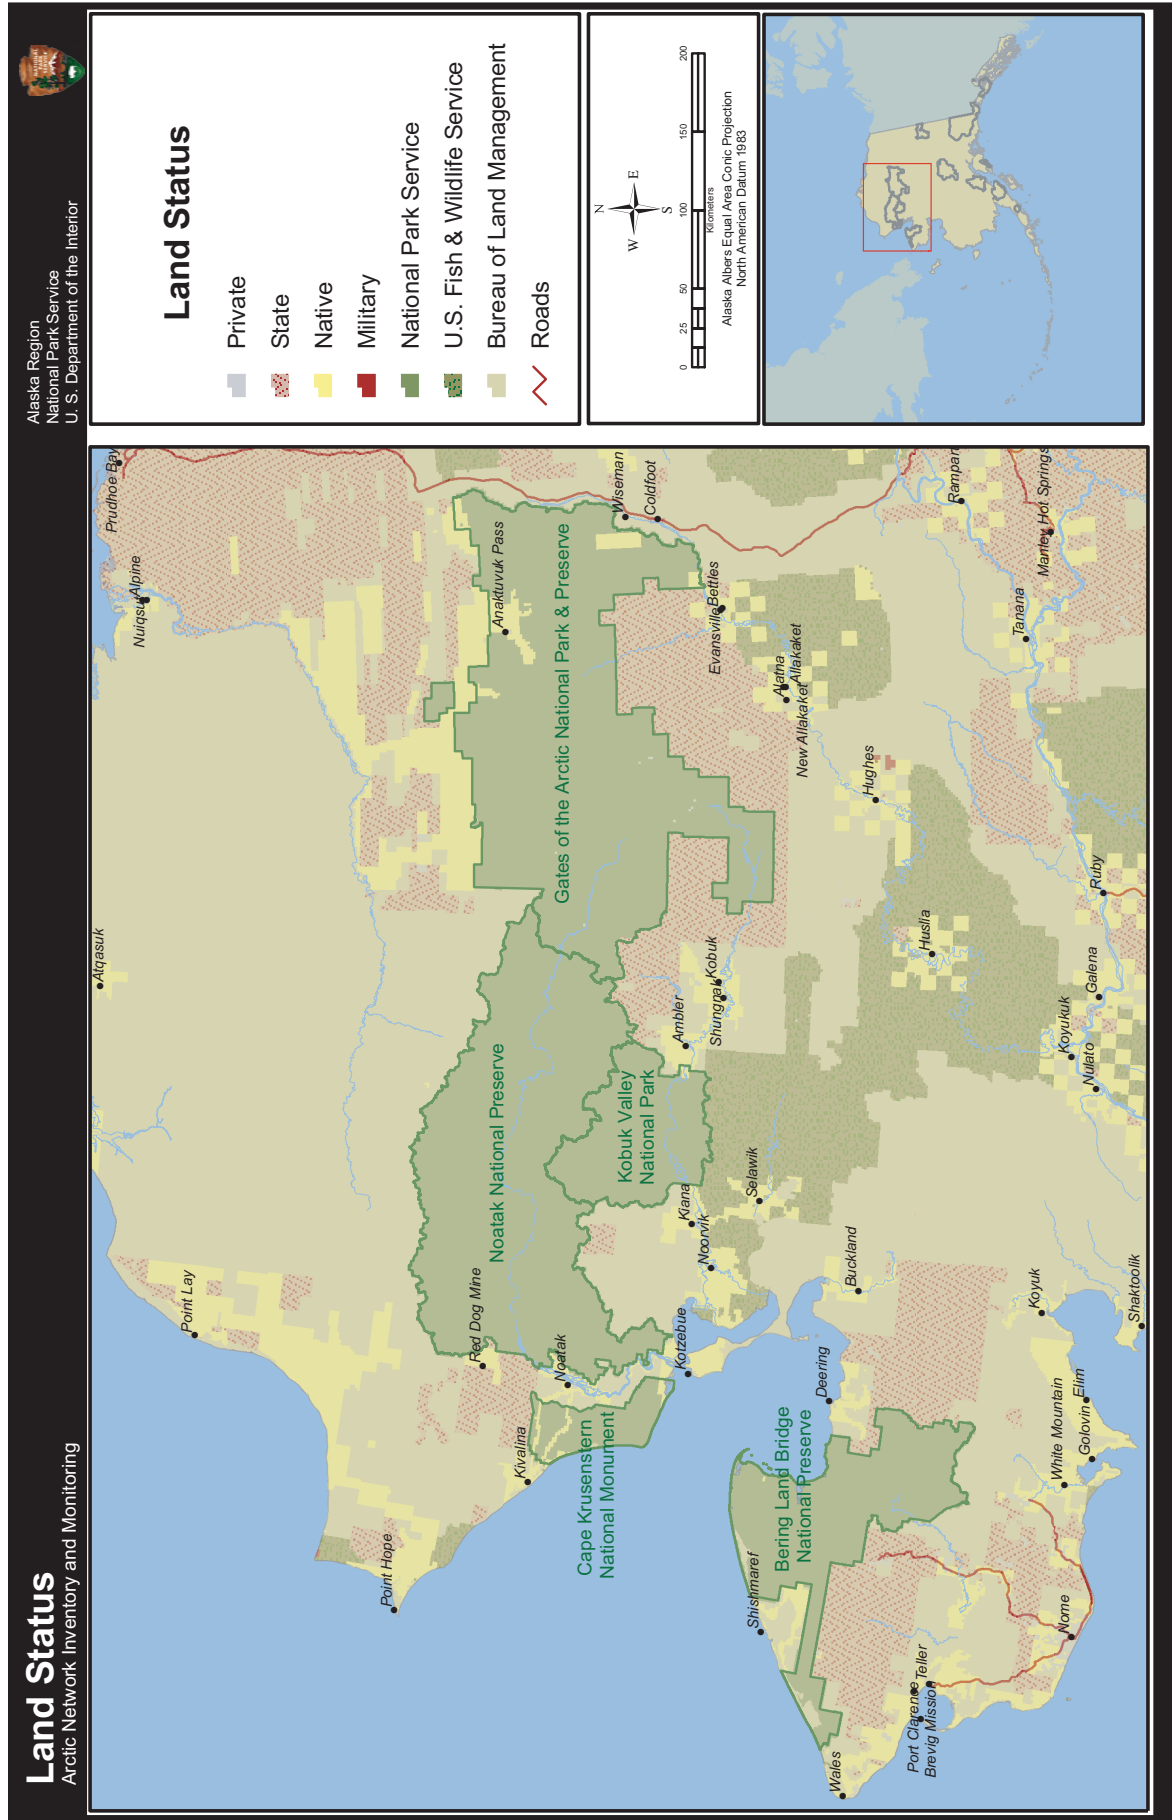 Land Status
Arctic Network Inventory and Monitoring
Alaska Region
National Park Service
U. S. Department of the Interior
NATIONAL
PARK
SERVICE
Land Status
Private
State
Native
Military
National Park Service
U.S. Fish & Wildlife Service
Bureau of Land Management
Roads
N
W
E
S
0
25
50
100
150
200
Kilometers
Alaska Albers Equal Area Conic Projection
North American Datum 1983
Atqasuk
Nuiqsut
Alpine
Prudhoe Bay
Point Lay
Point Hope
Red Dog Mine
Noatak National Preserve
Anaktuvuk Pass
Gates of the Arctic National Park & Preserve
Kivalina
Noatak
Cape Krusenstern
National Monument
Kobuk Valley
National Park
Wiseman
Coldfoot
Kotzebue
Kiana
Noorvik
Ambler
Shungnak
Kobuk
Evansville
Bettles
Selawik
Shishmaref
Bering Land Bridge
National Preserve
Deering
Buckland
Alatna
Allakaket
New Allakaket
Hughes
Wales
Port Clarence
Brevig Mission
Teller
Huslia
Rampart
Tanana
Manley Hot Springs
Nome
White Mountain
Golovin
Elim
Koyuk
Shaktoolik
Koyukuk
Nulato
Galena
Ruby